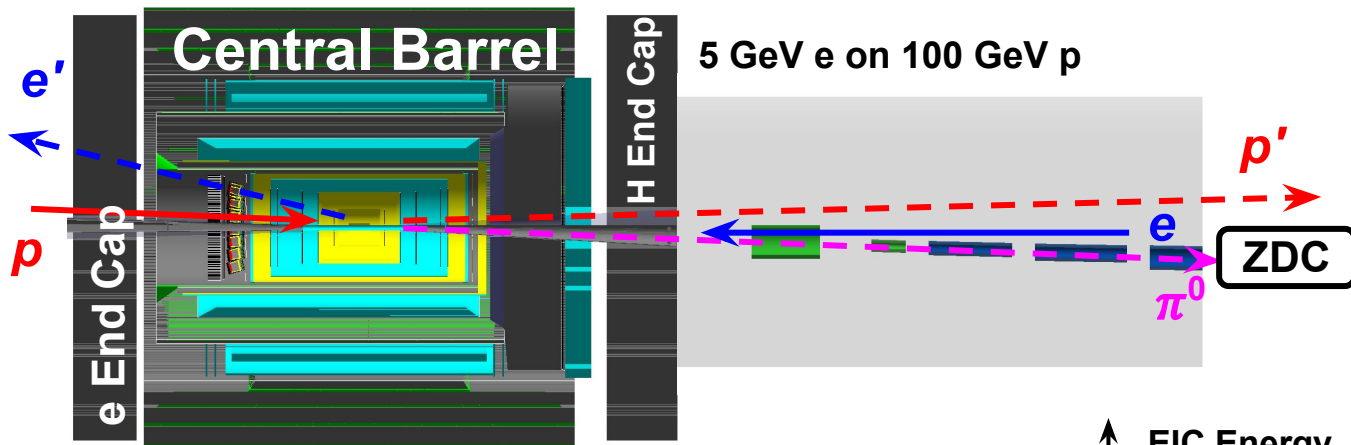 Central Barrel
5 GeV e on 100 GeV p
e'
H End Cap
p'
p
e
ZDC
π⁰
e End Cap
EIC Energy